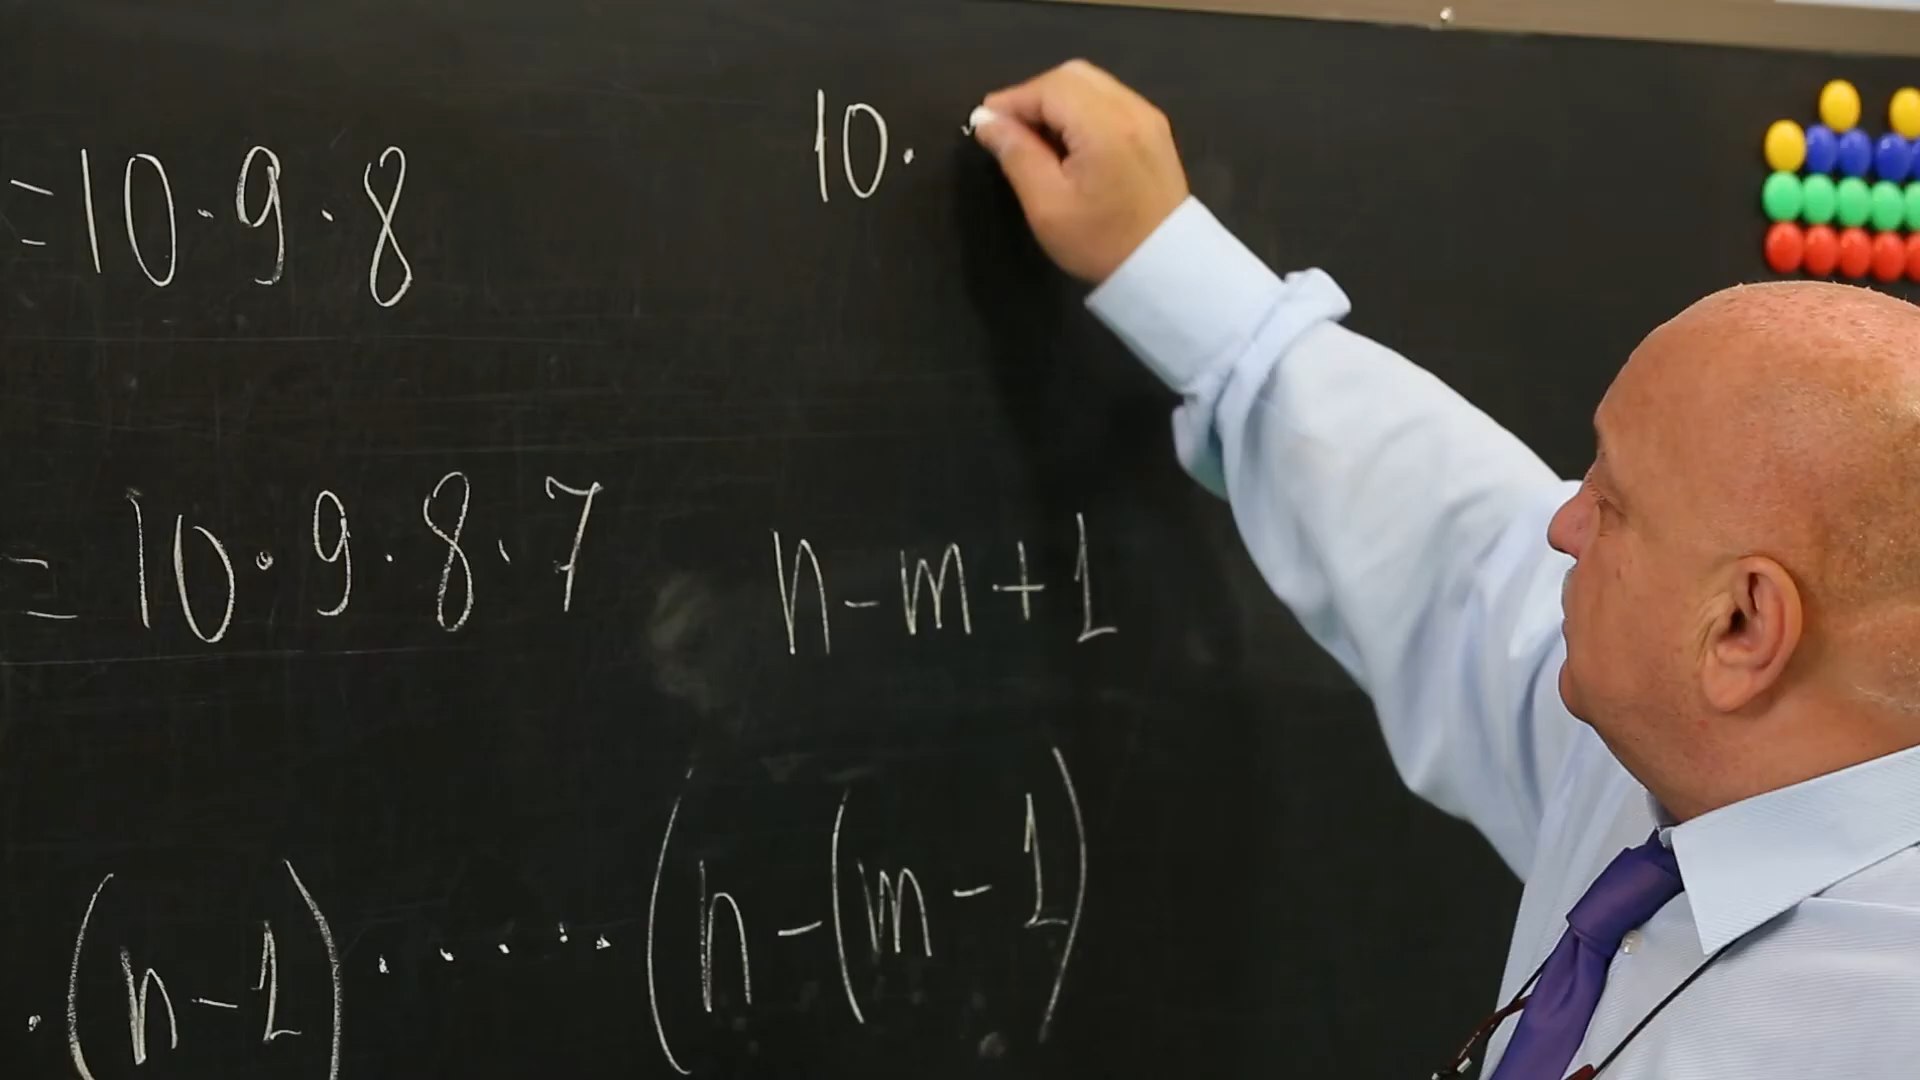 = 10 · 9 · 8
10 ·
= 10 · 9 · 8 · 7
n - m + 1
· (n - 1) · · · · · (n - (m - 1)